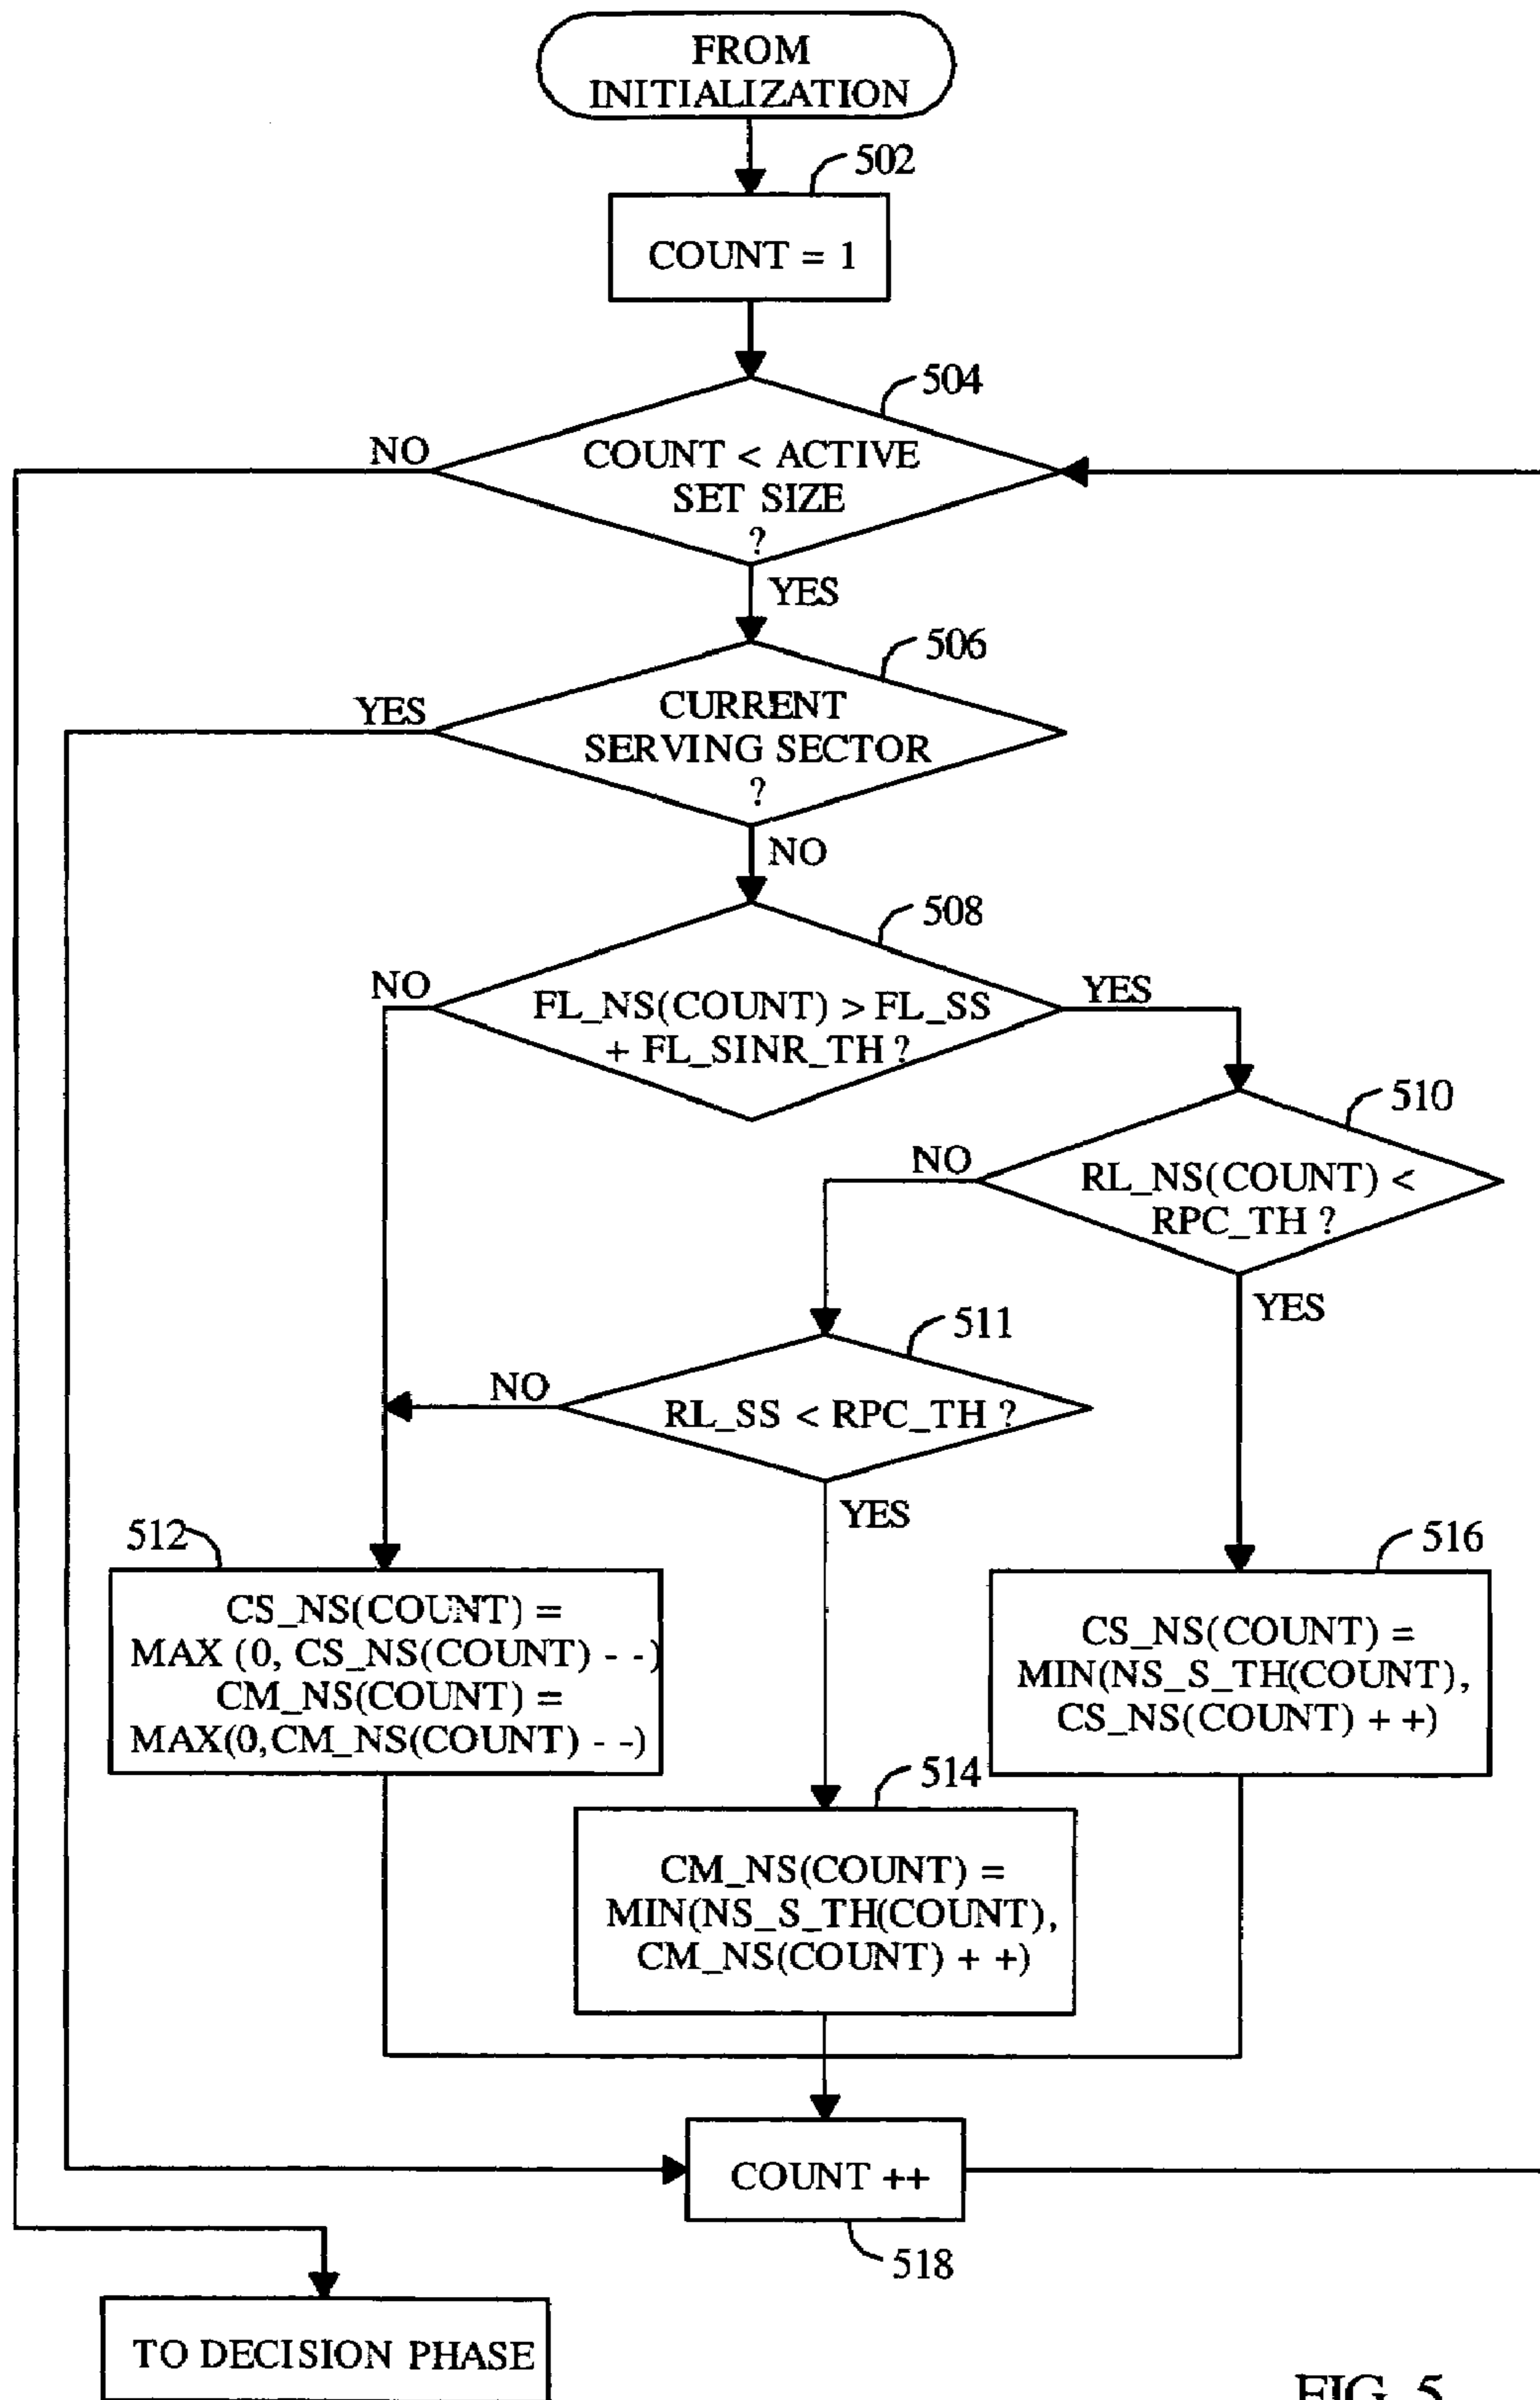 FROM
INITIALIZATION
502
COUNT = 1
504
NO
COUNT < ACTIVE
SET SIZE
?
YES
506
YES
CURRENT
SERVING SECTOR
?
NO
508
NO
YES
FL_NS(COUNT) > FL_SS
+ FL_SINR_TH ?
510
NO
RL_NS(COUNT) <
RPC_TH ?
YES
511
NO
RL_SS < RPC_TH ?
YES
512
516
CS_NS(COUNT) =
MAX (0, CS_NS(COUNT) - -)
CM_NS(COUNT) =
MAX(0,CM_NS(COUNT) - -)
CS_NS(COUNT) =
MIN(NS_S_TH(COUNT),
CS_NS(COUNT) + +)
514
CM_NS(COUNT) =
MIN(NS_S_TH(COUNT),
CM_NS(COUNT) + +)
COUNT ++
518
TO DECISION PHASE
FIG. 5